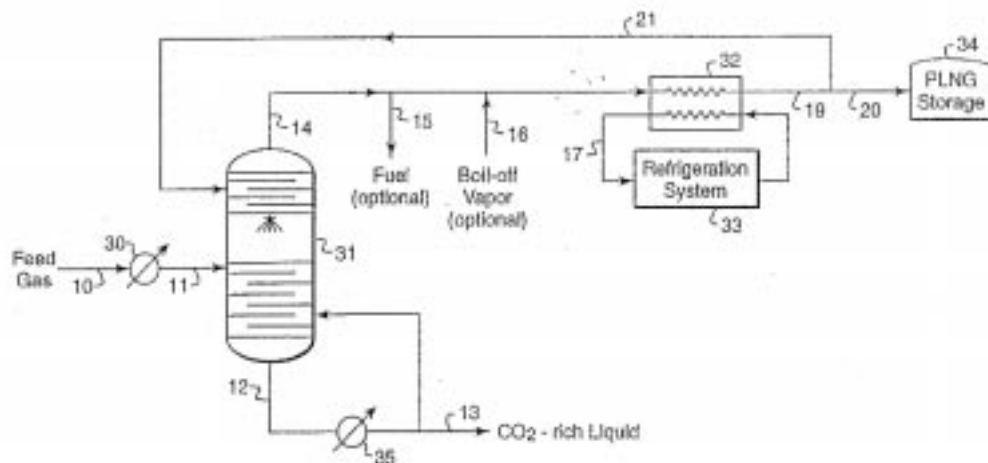 21
34
PLNG
Storage
32
14
15
16
19
20
17
Fuel
(optional)
Boil-off
Vapor
(optional)
Refrigeration
System
33
30
31
Feed
Gas
10
11
12
13
CO2 - rich Liquid
35